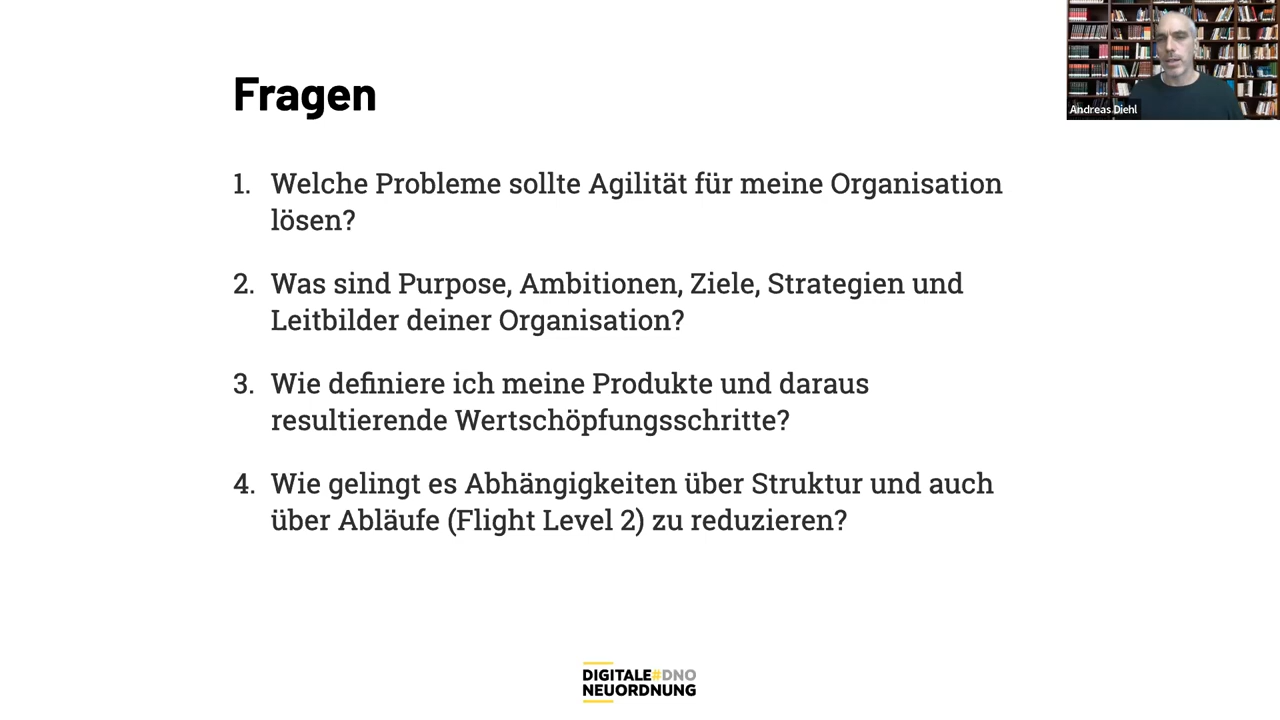 Andreas Diehl
Fragen
1. Welche Probleme sollte Agilität für meine Organisation
lösen?
2. Was sind Purpose, Ambitionen, Ziele, Strategien und
Leitbilder deiner Organisation?
3. Wie definiere ich meine Produkte und daraus
resultierende Wertschöpfungsschritte?
4. Wie gelingt es Abhängigkeiten über Struktur und auch
über Abläufe (Flight Level 2) zu reduzieren?
DIGITALE#DNO
NEUORDNUNG